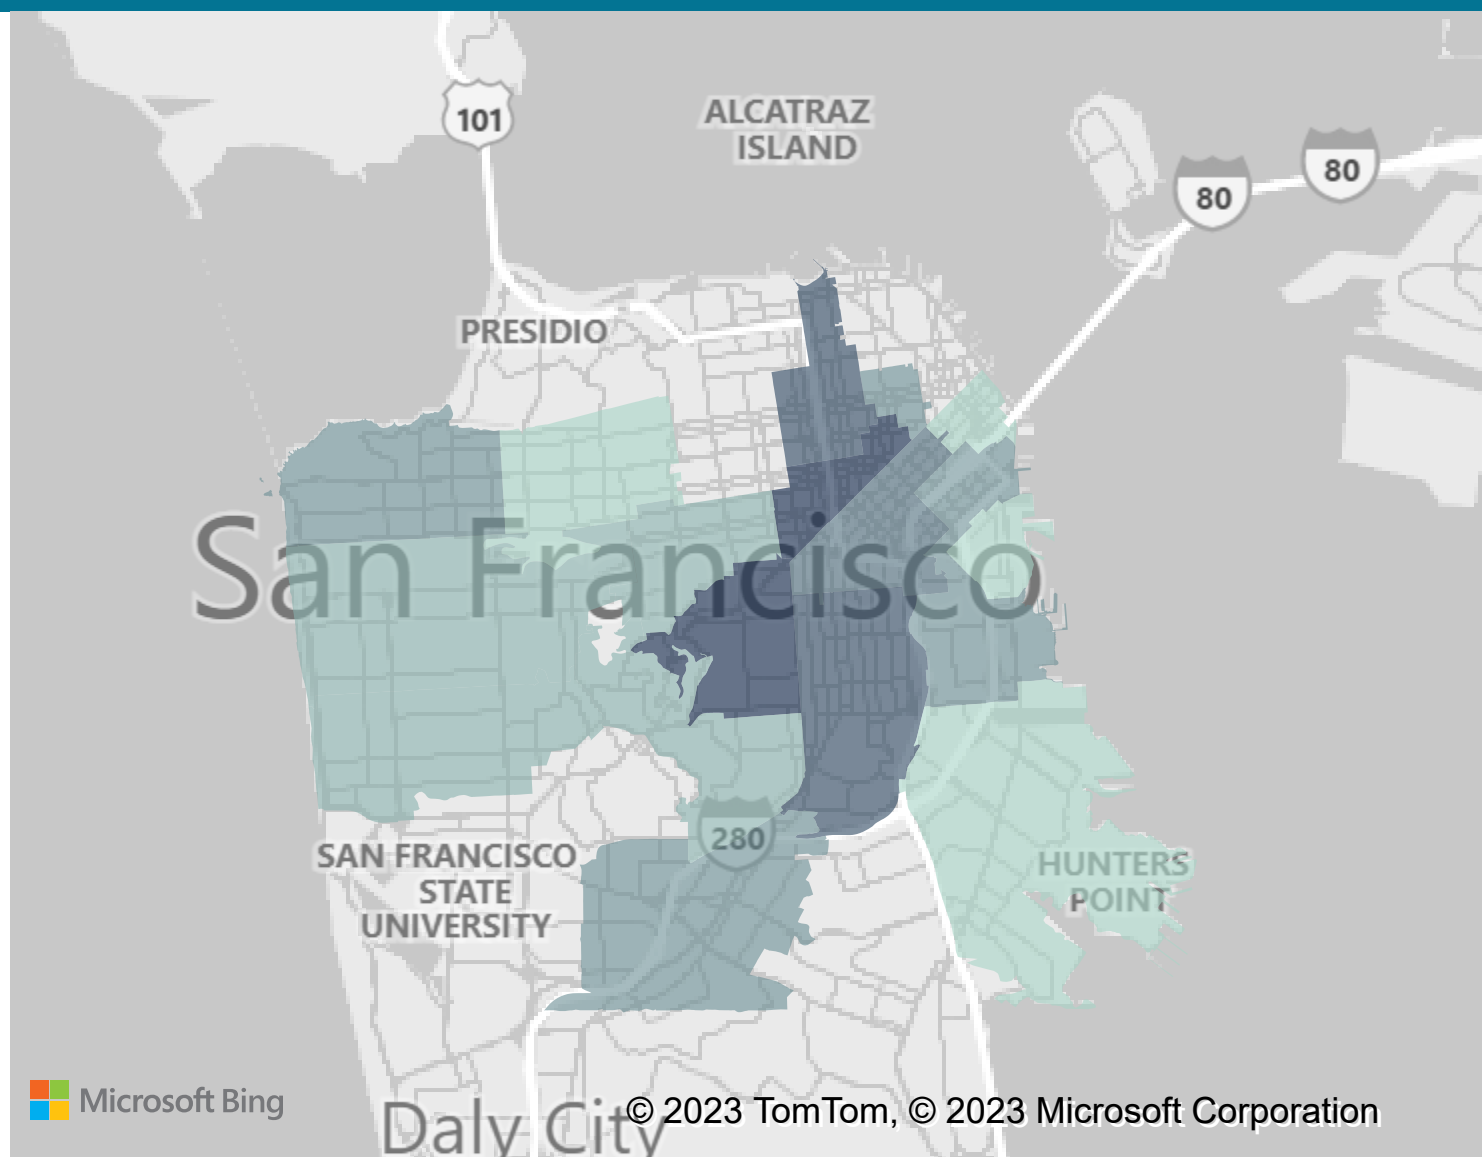 101
ALCATRAZ
ISLAND
80
80
PRESIDIO
San Francisco
280
SAN FRANCISCO
STATE
UNIVERSITY
HUNTERS
POINT
Microsoft Bing
Daly City
© 2023 TomTom, © 2023 Microsoft Corporation